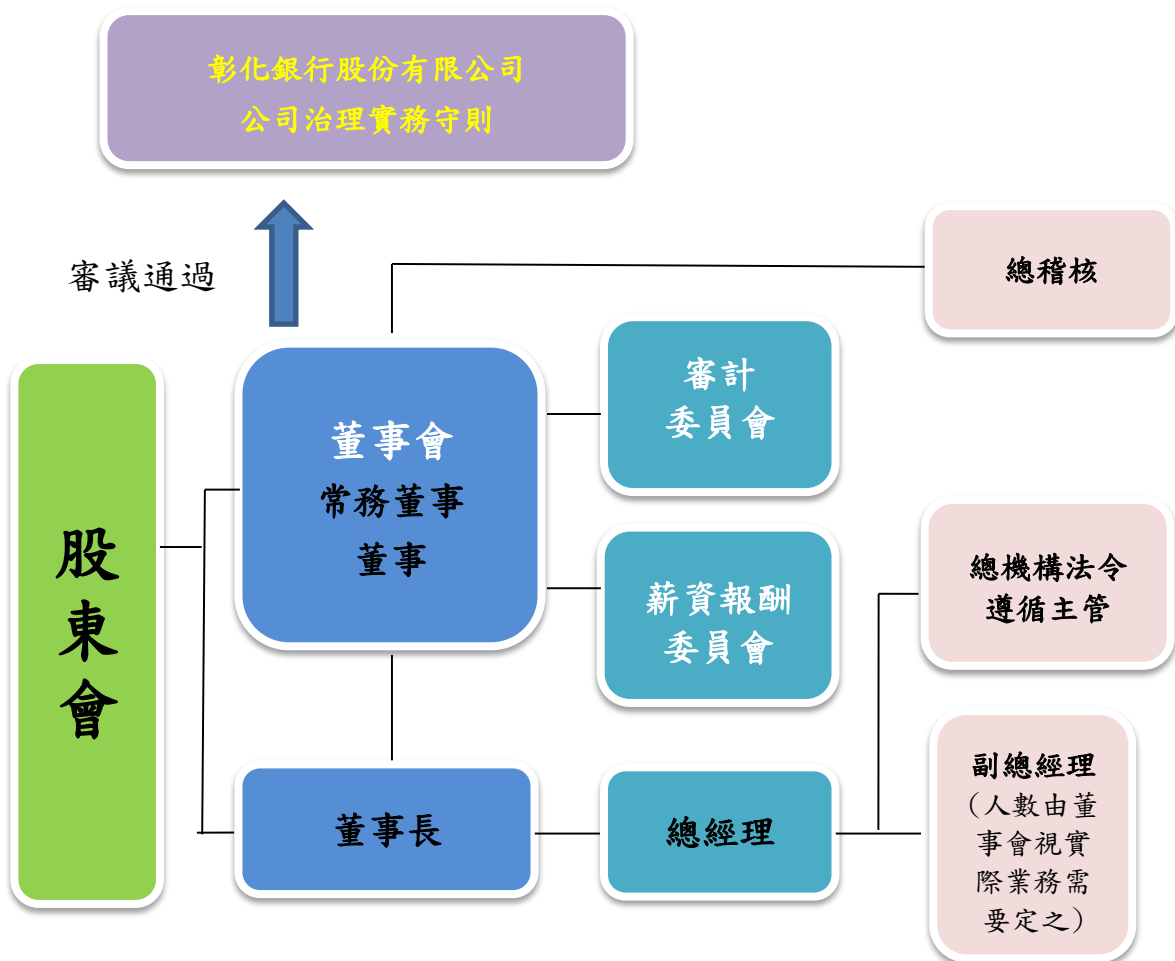 彰化銀行股份有限公司
公司治理實務守則
審議通過
總稽核
審計
委員會
董事會
常務董事
董事
股東會
薪資報酬
委員會
總機構法令
遵循主管
董事長
總經理
副總經理
（人數由董
事會視實
際業務需
要定之）